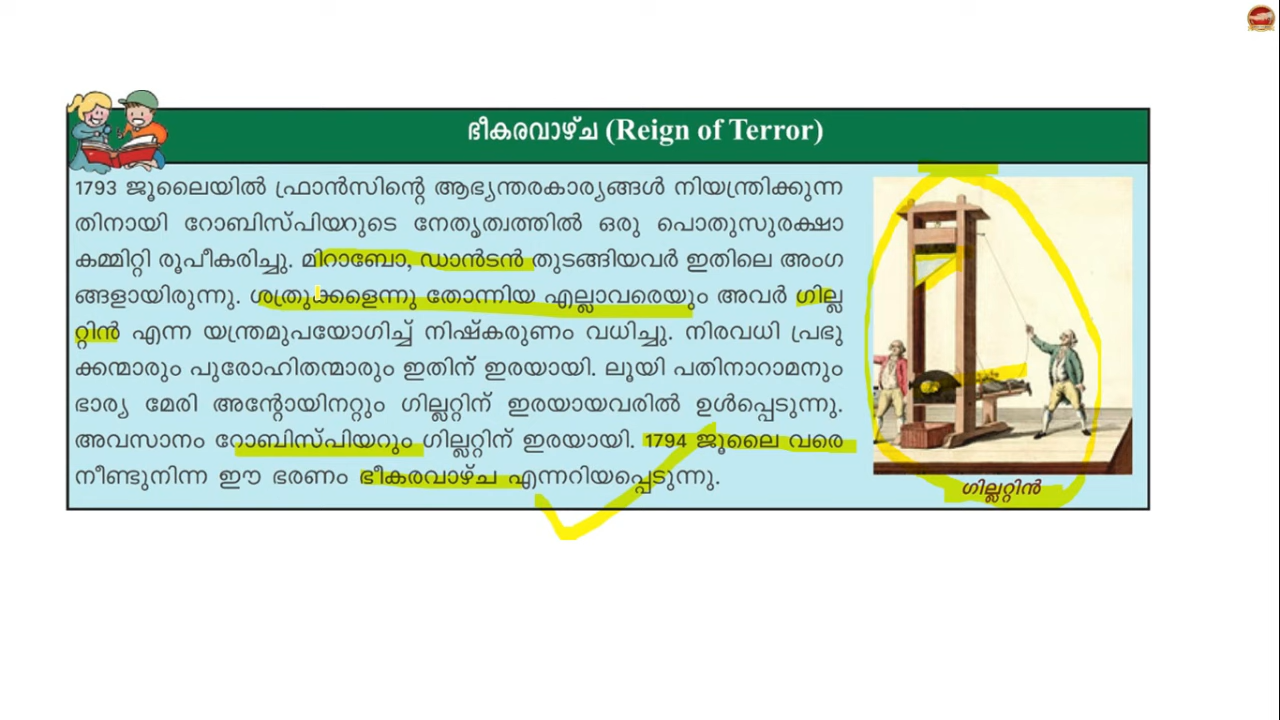 ഭീകരവാഴ്ച (Reign of Terror)
1793 ജൂലൈയിൽ ഫ്രാൻസിന്റെ ആഭ്യന്തരകാര്യങ്ങൾ നിയന്ത്രിക്കുന്ന
തിനായി റോബിസ്പിയറുടെ നേതൃത്വത്തിൽ ഒരു പൊതുസുരക്ഷാ
കമ്മിറ്റി രൂപീകരിച്ചു. മിറാബോ, ഡാൻടൻ തുടങ്ങിയവർ ഇതിലെ അംഗ
ങ്ങളായിരുന്നു. ശത്രുക്കളെന്നു തോന്നിയ എല്ലാവരെയും അവർ ഗില്ല
റ്റിൻ എന്ന യന്ത്രമുപയോഗിച്ച് നിഷ്കരുണം വധിച്ചു. നിരവധി പ്രഭു
ക്കന്മാരും പുരോഹിതന്മാരും ഇതിന് ഇരയായി. ലൂയി പതിനാറാമനും
ഭാര്യ മേരി അന്റോയിനറ്റും ഗില്ലറ്റിന് ഇരയായവരിൽ ഉൾപ്പെടുന്നു.
അവസാനം റോബിസ്പിയറും ഗില്ലറ്റിന് ഇരയായി. 1794 ജൂലൈ വരെ
നീണ്ടുനിന്ന ഈ ഭരണം ഭീകരവാഴ്ച എന്നറിയപ്പെടുന്നു.
ഗില്ലറ്റിൻ